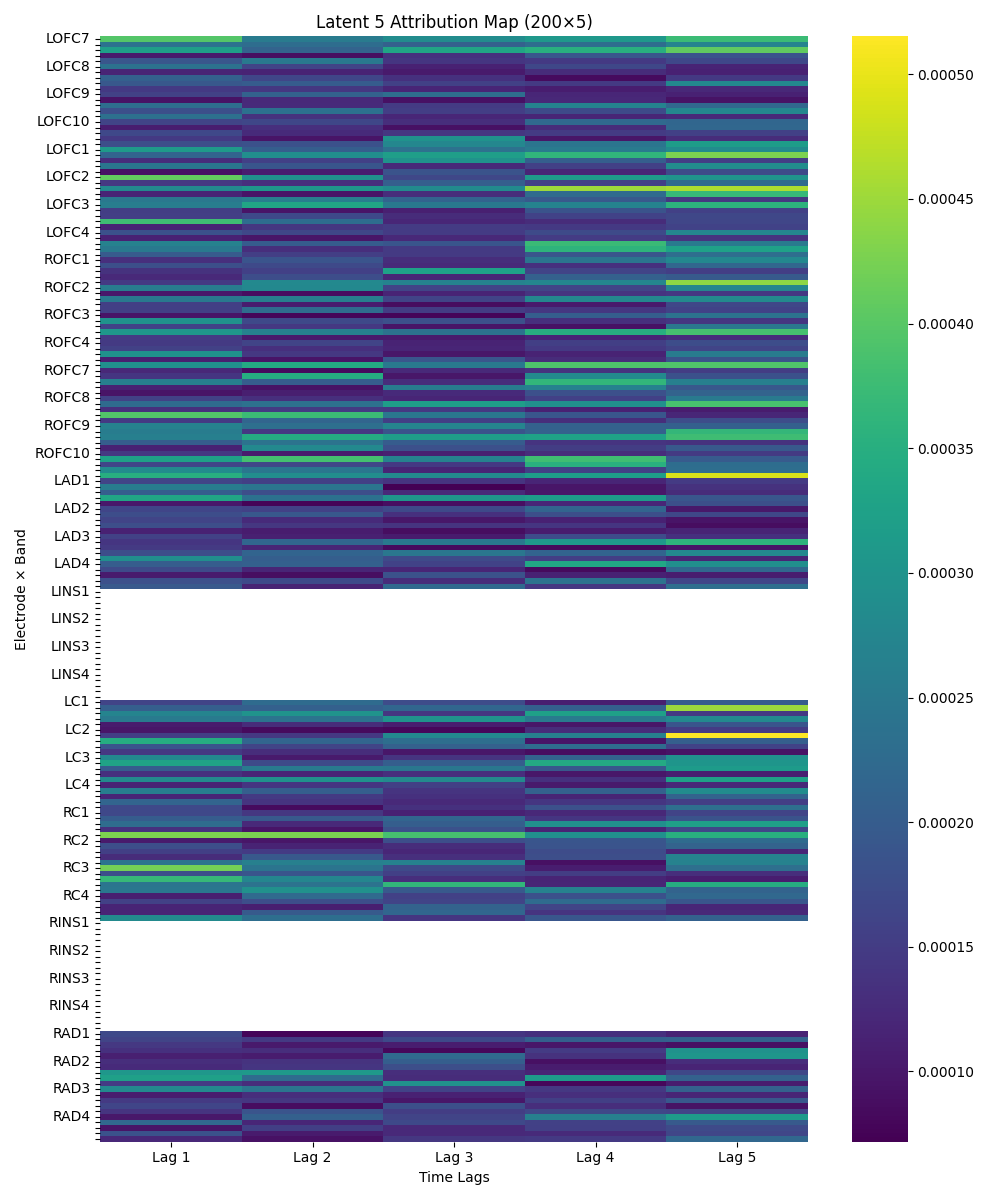 Latent 5 Attribution Map (200×5)
LOFC7
LOFC8
LOFC9
LOFC10
LOFC1
LOFC2
LOFC3
LOFC4
ROFC1
ROFC2
ROFC3
ROFC4
ROFC7
ROFC8
ROFC9
ROFC10
LAD1
LAD2
LAD3
LAD4
LINS1
LINS2
LINS3
LINS4
LC1
LC2
LC3
LC4
RC1
RC2
RC3
RC4
RINS1
RINS2
RINS3
RINS4
RAD1
RAD2
RAD3
RAD4
Electrode × Band
Lag 1
Lag 2
Lag 3
Lag 4
Lag 5
Time Lags
0.00050
0.00045
0.00040
0.00035
0.00030
0.00025
0.00020
0.00015
0.00010